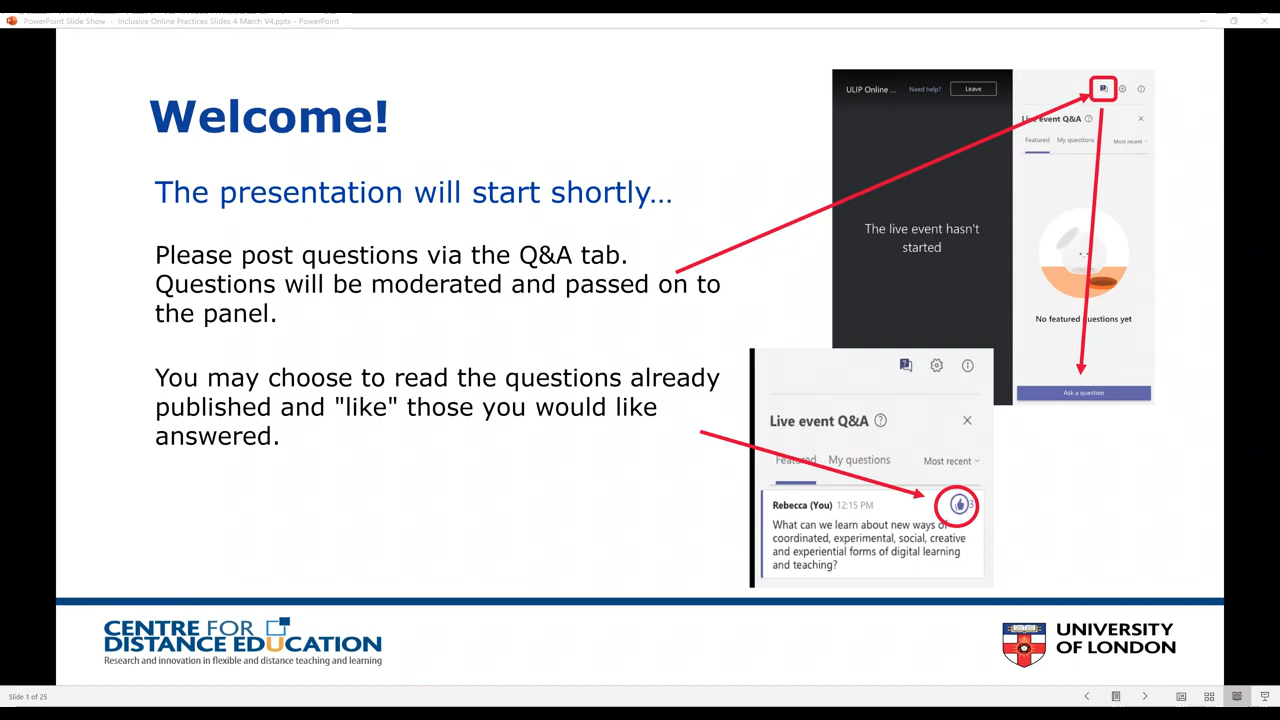 PowerPoint Slide Show - Inclusive Online Practices Slides 4 March V4.pptx - PowerPoint
Welcome!
The presentation will start shortly...
Please post questions via the Q&A tab.
Questions will be moderated and passed on to
the panel.
You may choose to read the questions already
published and "like" those you would like
answered.
ULIP Online ...
Need help?
Leave
The live event hasn't
started
Live event Q&A
Featured
My questions
Most recent
No featured questions yet
Ask a question
Live event Q&A
Featured
My questions
Most recent
Rebecca (You) 12:15 PM
3
What can we learn about new ways of
coordinated, experimental, social, creative
and experiential forms of digital learning
and teaching?
CENTRE FOR
DISTANCE EDUCATION
Research and innovation in flexible and distance teaching and learning
UNIVERSITY
OF LONDON
Slide 1 of 25